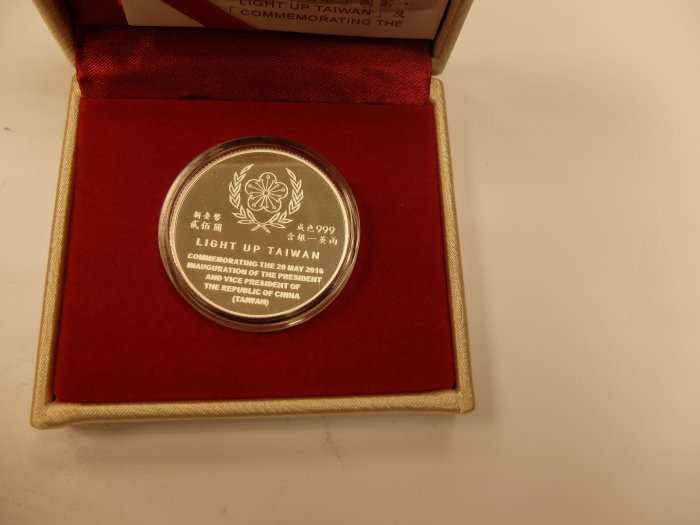 LIGHT UP TAIWAN」及
「COMMEMORATING THE
新臺幣
貳佰圓
成色999
含銀一英兩
LIGHT UP TAIWAN
COMMEMORATING THE 20 MAY 2016
INAUGURATION OF THE PRESIDENT
AND VICE PRESIDENT OF
THE REPUBLIC OF CHINA
(TAIWAN)